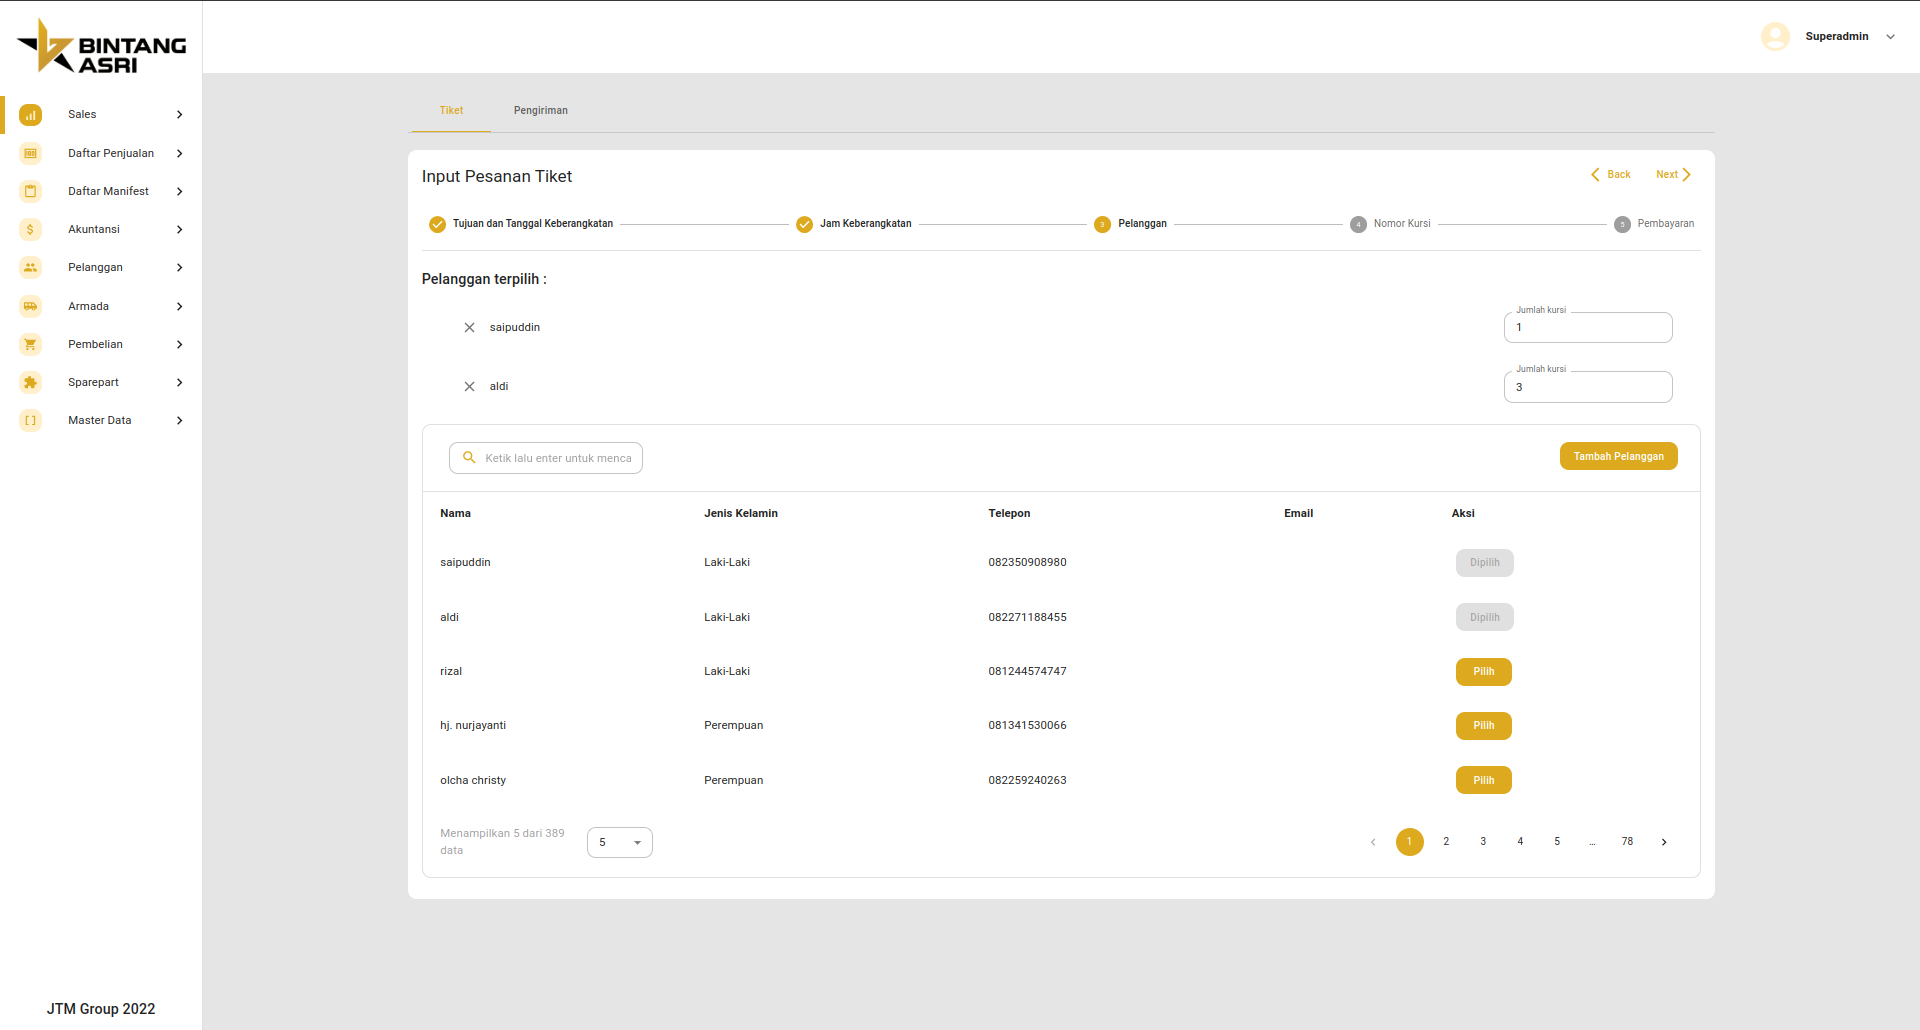 BINTANG
ASRI
Superadmin
Sales
Daftar Penjualan
Daftar Manifest
Akuntansi
Pelanggan
Armada
Pembelian
Sparepart
Master Data
JTM Group 2022
Tiket
Pengiriman
Input Pesanan Tiket
Back
Next
Tujuan dan Tanggal Keberangkatan
Jam Keberangkatan
3 Pelanggan
4 Nomor Kursi
5 Pembayaran
Pelanggan terpilih :
saipuddin
Jumlah kursi
1
aldi
Jumlah kursi
3
Ketik lalu enter untuk menca
Tambah Pelanggan
Nama Jenis Kelamin Telepon Email Aksi
saipuddin Laki-Laki 082350908980 Dipilih
aldi Laki-Laki 082271188455 Dipilih
rizal Laki-Laki 081244574747 Pilih
hj. nurjayanti Perempuan 081341530066 Pilih
olcha christy Perempuan 082259240263 Pilih
Menampilkan 5 dari 389
data
5
1 2 3 4 5 ... 78